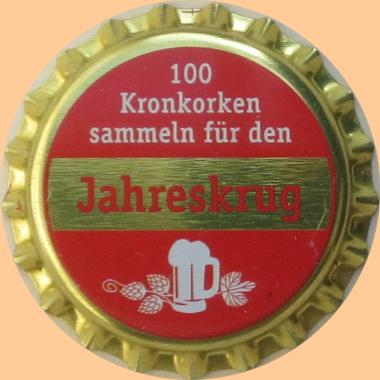 100
Kronkorken
sammeln für den
Jahreskrug